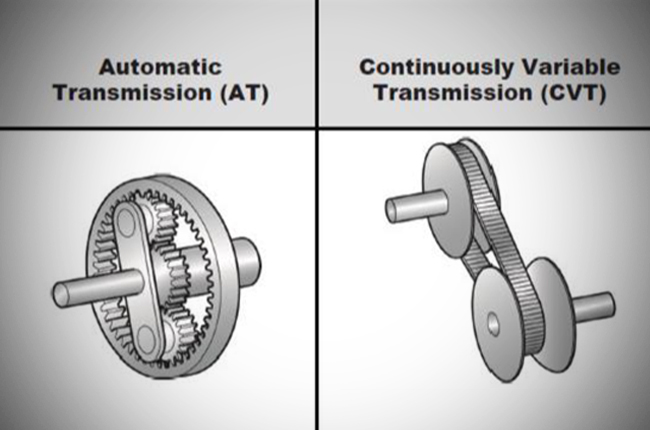 Automatic
Transmission (AT)
Continuously Variable
Transmission (CVT)